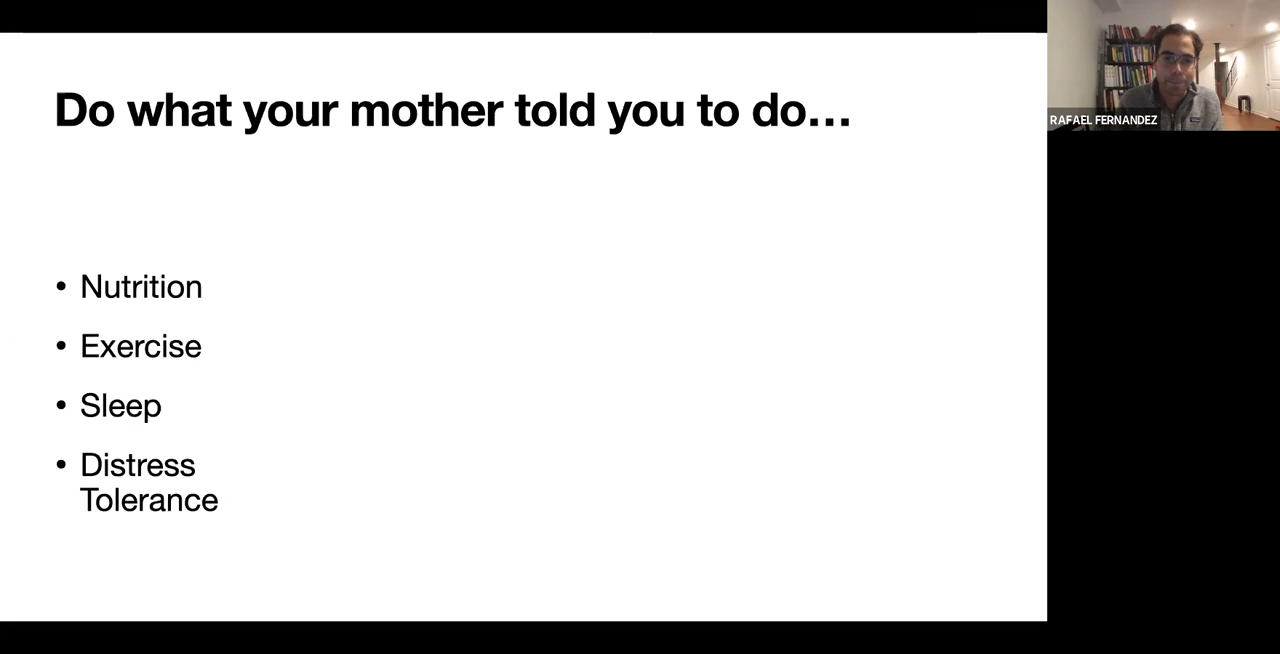 Do what your mother told you to do…
• Nutrition
• Exercise
• Sleep
• Distress
Tolerance
RAFAEL FERNANDEZ